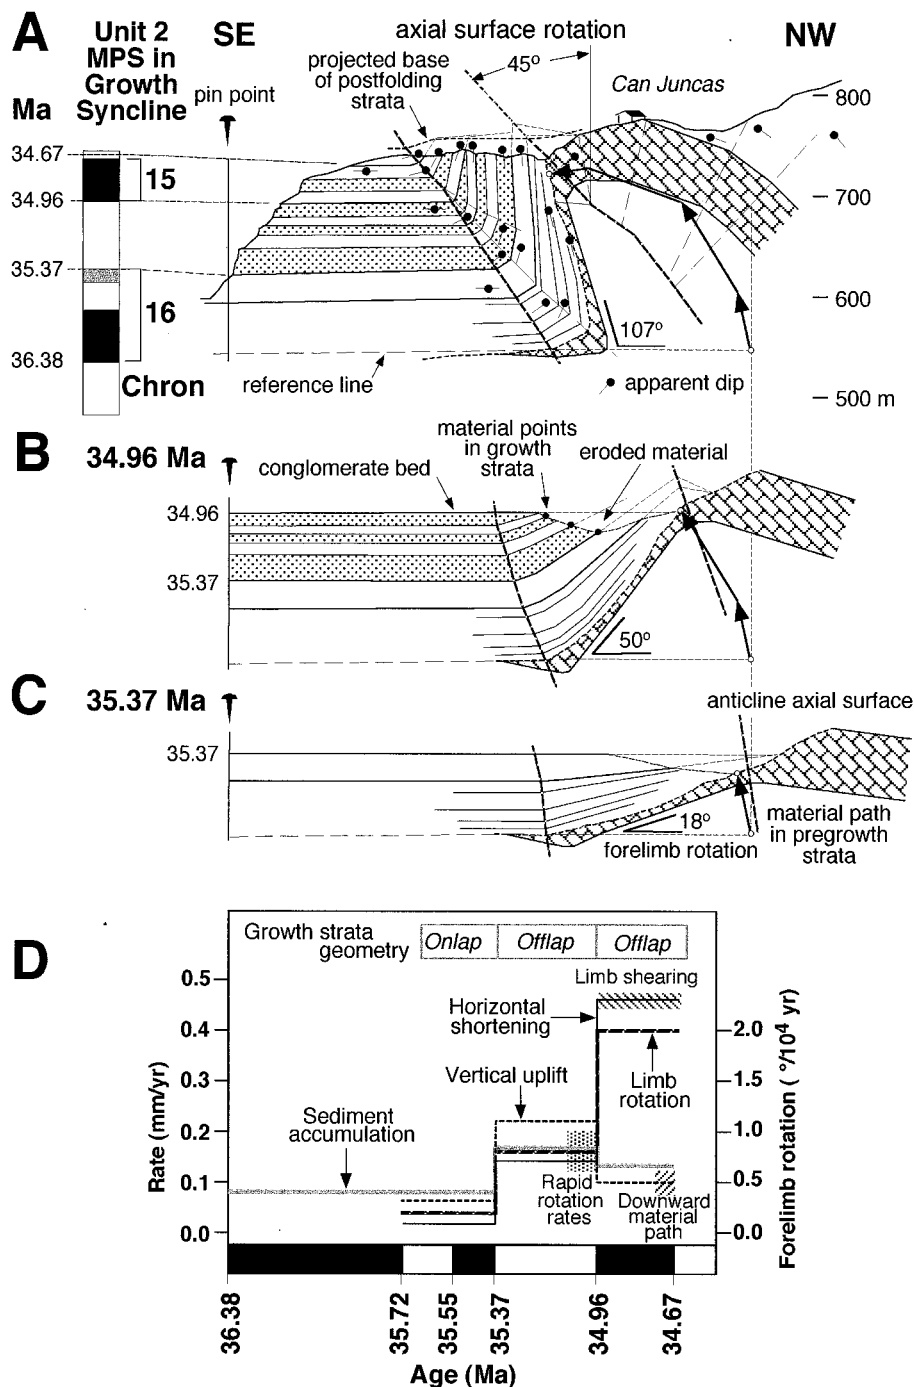 A
Unit 2
MPS in
Growth
Syncline
SE
axial surface rotation
NW
45º
projected base
of postfolding
strata
Can Juncas
pin point
Ma
800
34.67
15
34.96
700
35.37
16
600
107º
36.38
Chron
reference line
apparent dip
500 m
B
34.96 Ma
conglomerate bed
material points
in growth
strata
eroded material
34.96
35.37
50º
C
35.37 Ma
anticline axial surface
35.37
18º
forelimb rotation
material path
in pregrowth
strata
D
Growth strata
geometry
Onlap
Offlap
Offlap
Limb shearing
Horizontal
shortening
Vertical uplift
Limb
rotation
Sediment
accumulation
Rapid
rotation
rates
Downward
material
path
Rate (mm/yr)
0.5
0.4
0.3
0.2
0.1
0.0
2.0
1.5
1.0
0.5
0.0
Forelimb rotation ( °/10⁴ yr)
36.38
35.72
35.55
35.37
34.96
34.67
Age (Ma)